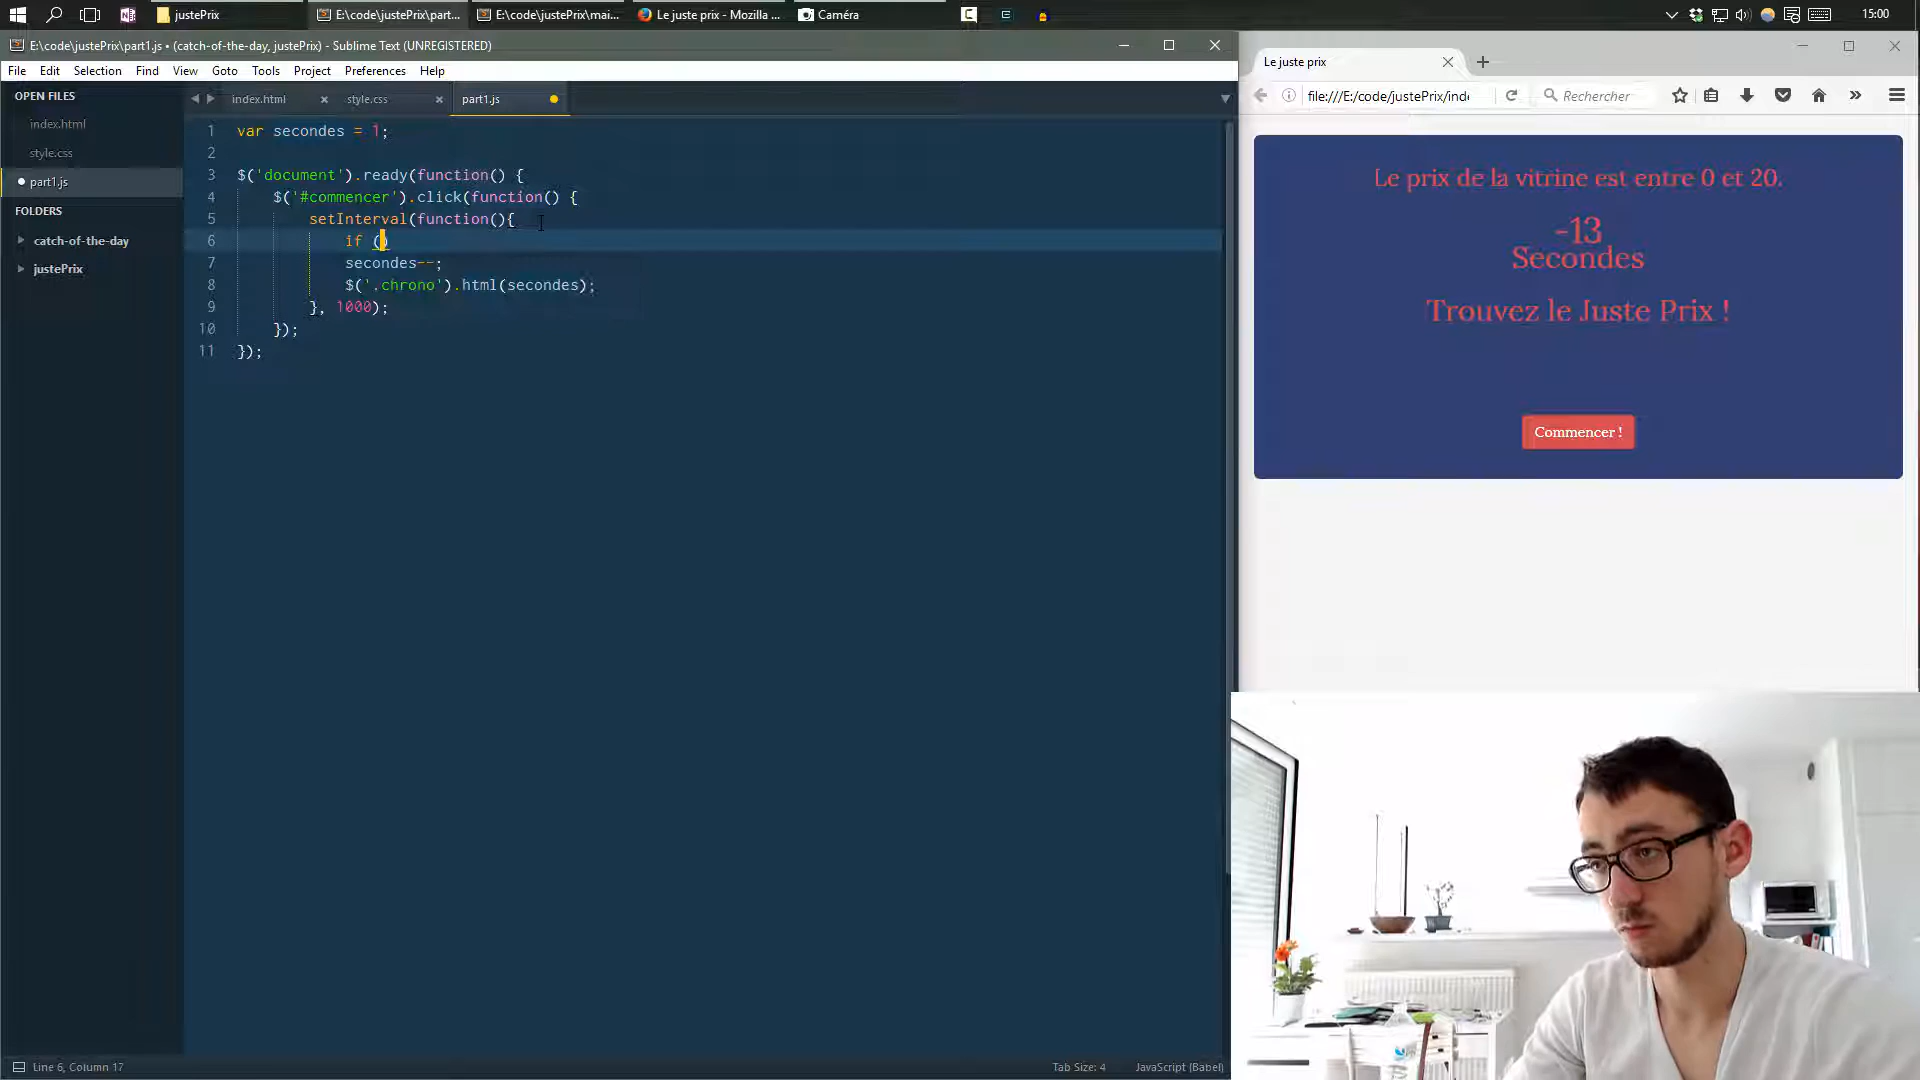 justePrix
E:\code\justePrix\part...
E:\code\justePrix\mai...
Le juste prix - Mozilla ...
Caméra
15:00
E:\code\justePrix\part1.js • (catch-of-the-day, justePrix) - Sublime Text (UNREGISTERED)
File Edit Selection Find View Goto Tools Project Preferences Help
OPEN FILES
index.html
style.css
part1.js
FOLDERS
catch-of-the-day
justePrix
index.html
style.css
part1.js
1 var secondes = 1;
2
3 $('document').ready(function() {
4 $('#commencer').click(function() {
5 setInterval(function(){
6 if ()
7 secondes--;
8 $('.chrono').html(secondes);
9 }, 1000);
10 });
11 });
Line 6, Column 17
Tab Size: 4
JavaScript (Babel)
Le juste prix
file:///E:/code/justePrix/inde
Rechercher
Le prix de la vitrine est entre 0 et 20.
-13
Secondes
Trouvez le Juste Prix !
Commencer !